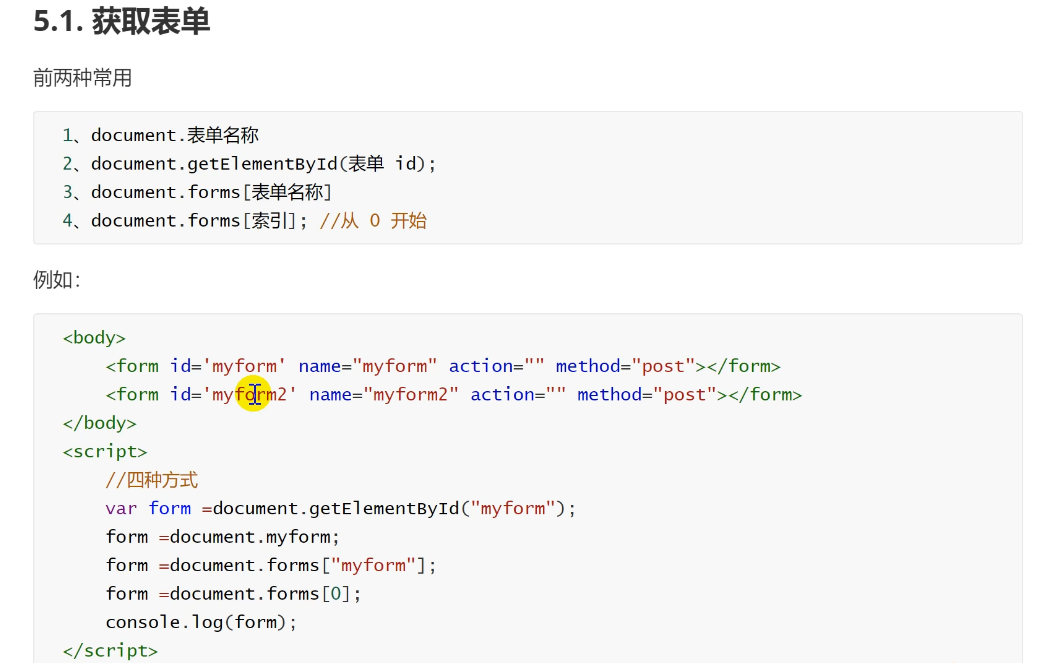 5.1. 获取表单
前两种常用
1、document.表单名称
2、document.getElementById(表单 id);
3、document.forms[表单名称]
4、document.forms[索引]; //从 0 开始
例如：
<body>
    <form id='myform' name="myform" action="" method="post"></form>
    <form id='myform2' name="myform2" action="" method="post"></form>
</body>
<script>
    //四种方式
    var form =document.getElementById("myform");
    form =document.myform;
    form =document.forms["myform"];
    form =document.forms[0];
    console.log(form);
</script>